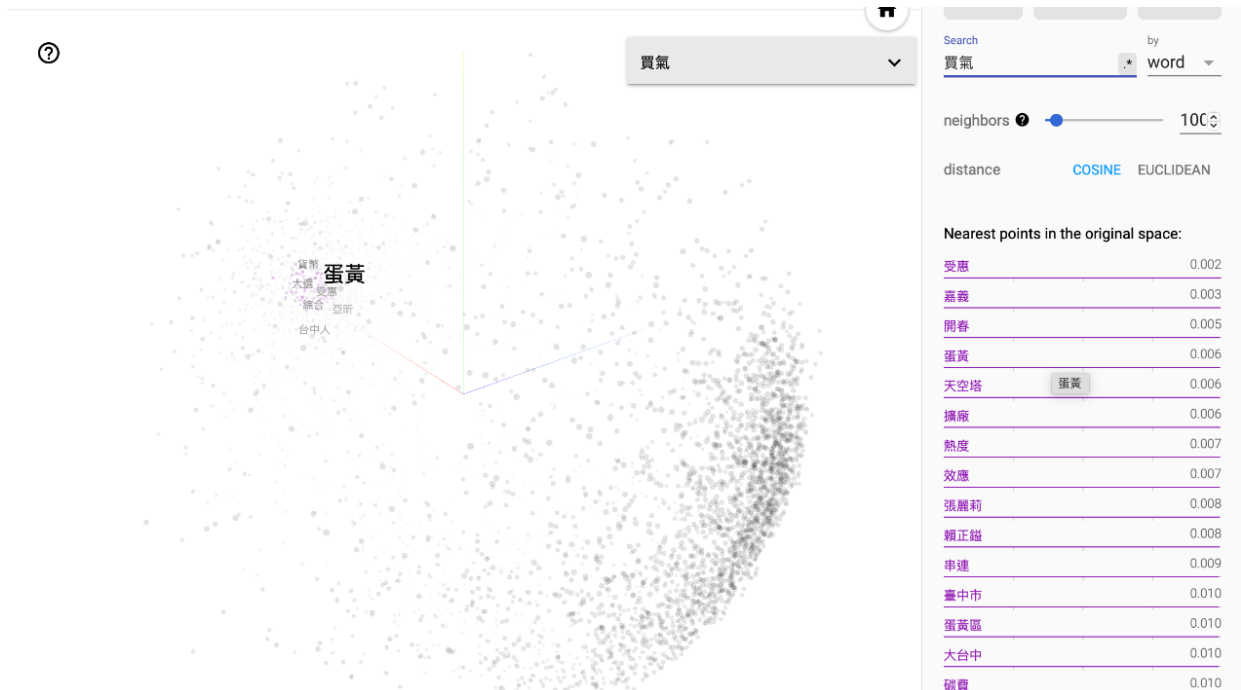 買氣
貨幣
蛋黃
大選
受惠
綜合
亞昕
台中人
Search
by
買氣 .* word
neighbors ? 100
distance COSINE EUCLIDEAN
Nearest points in the original space:
受惠 0.002
嘉義 0.003
開春 0.005
蛋黃 0.006
天空塔 0.006
蛋黃
擴廠 0.006
熱度 0.007
效應 0.007
張麗莉 0.008
賴正鎰 0.008
串連 0.009
臺中市 0.010
蛋黃區 0.010
大台中 0.010
碳費 0.010